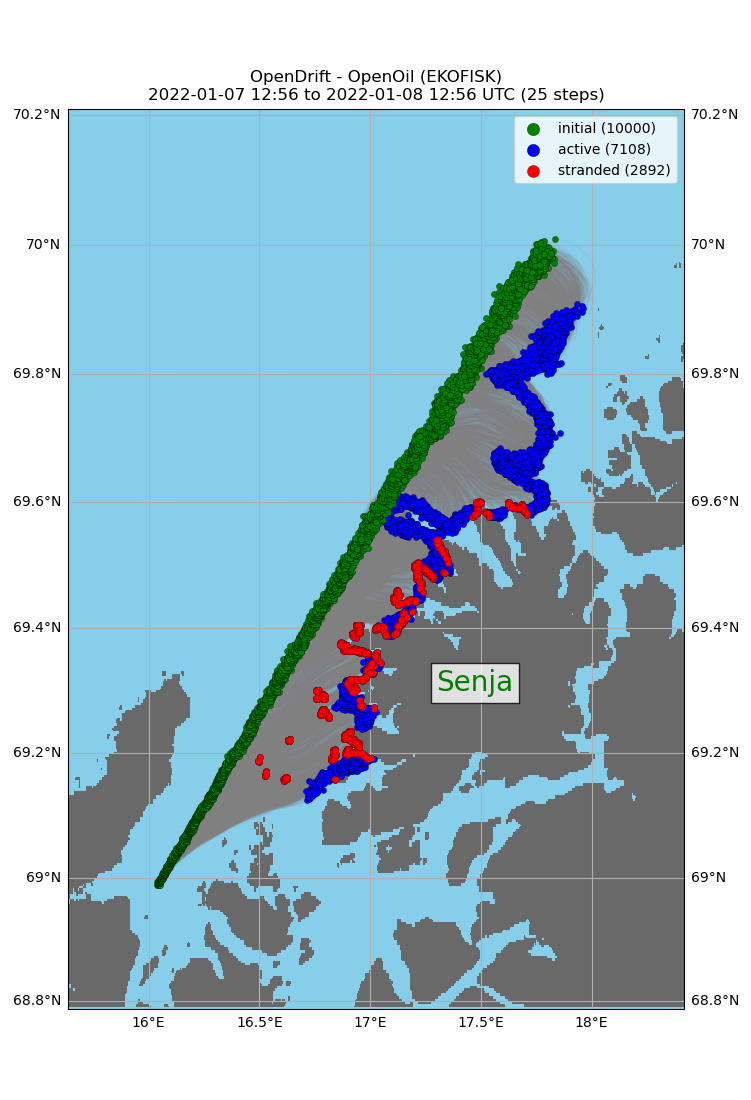 OpenDrift - OpenOil (EKOFISK)
2022-01-07 12:56 to 2022-01-08 12:56 UTC (25 steps)
70.2°N 70.2°N
initial (10000)
active (7108)
stranded (2892)
70°N 70°N
69.8°N 69.8°N
69.6°N 69.6°N
69.4°N 69.4°N
Senja
69.2°N 69.2°N
69°N 69°N
68.8°N 68.8°N
16°E 16.5°E 17°E 17.5°E 18°E